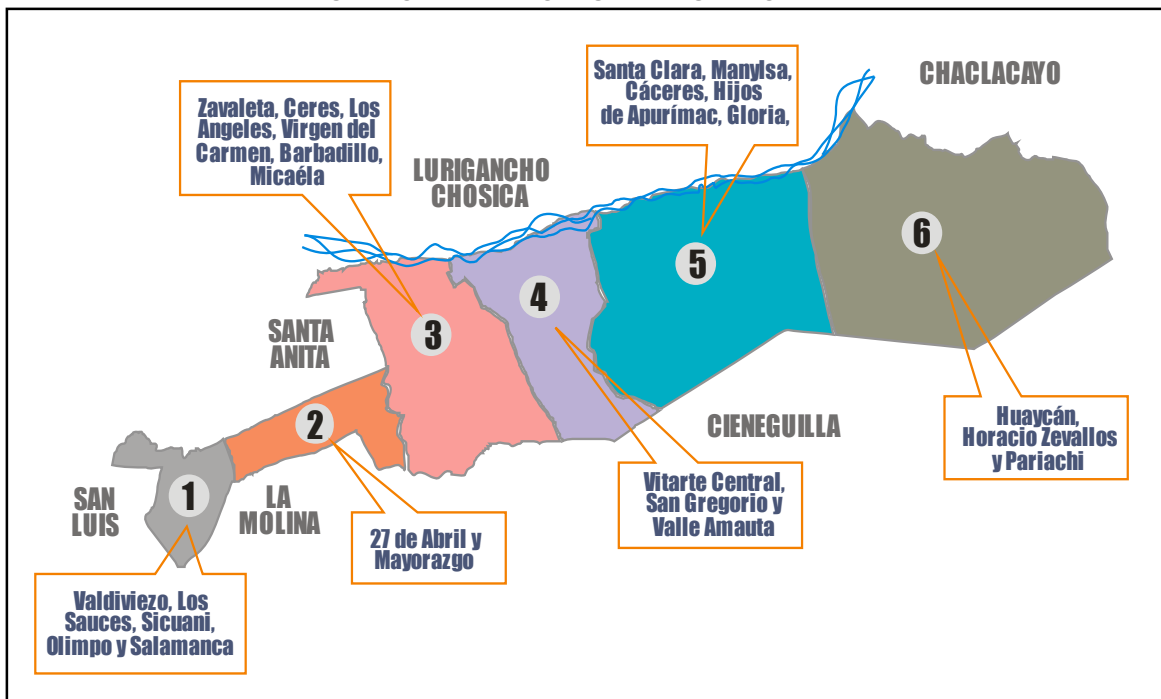 Santa Clara, Manylsa,
Cáceres, Hijos
de Apurímac, Gloria,
CHACLACAYO
Zavaleta, Ceres, Los
Angeles, Virgen del
Carmen, Barbadillo,
Micaéla
LURIGANCHO
CHOSICA
6
5
4
3
SANTA
ANITA
2
CIENEGUILLA
Huaycán,
Horacio Zevallos
y Pariachi
1
SAN
LUIS
LA
MOLINA
Vitarte Central,
San Gregorio y
Valle Amauta
27 de Abril y
Mayorazgo
Valdiviezo, Los
Sauces, Sicuani,
Olimpo y Salamanca